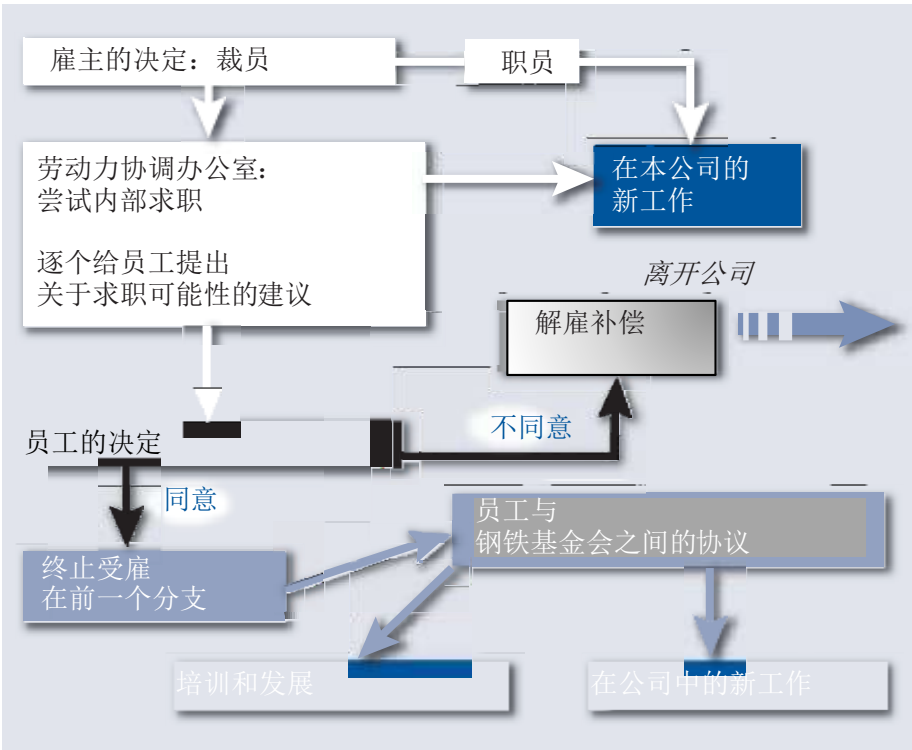 雇主的决定：裁员
职员
劳动力协调办公室：
尝试内部求职
逐个给员工提出
关于求职可能性的建议
在本公司的
新工作
离开公司
解雇补偿
不同意
员工的决定
同意
员工与
钢铁基金会之间的协议
终止受雇
在前一个分支
培训和发展
在公司中的新工作